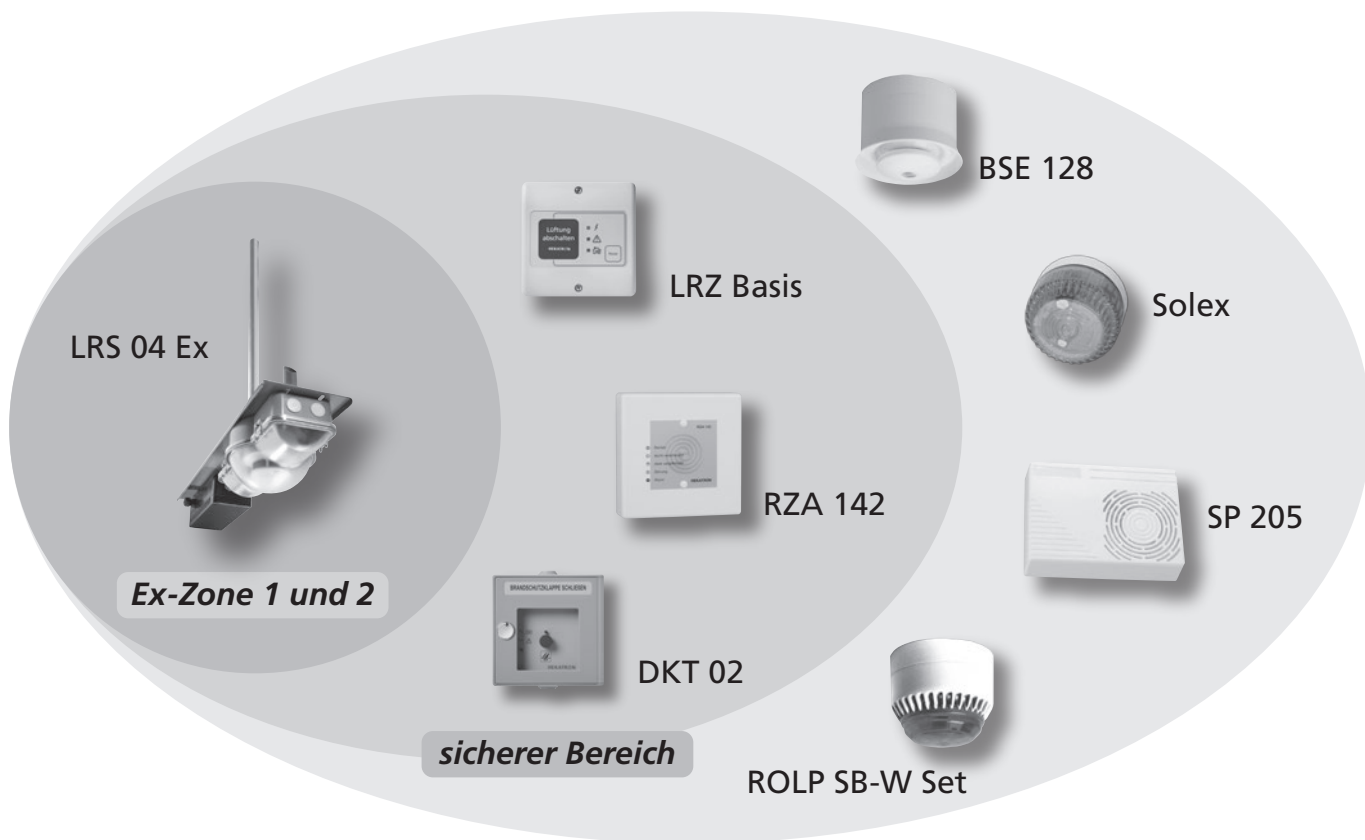 BSE 128
Lüftung
abschalten
LRZ Basis
Solex
LRS 04 Ex
RZA 142
SP 205
Ex-Zone 1 und 2
BRANDSCHUTZKLAPPE SCHLIEßEN
DKT 02
sicherer Bereich
ROLP SB-W Set